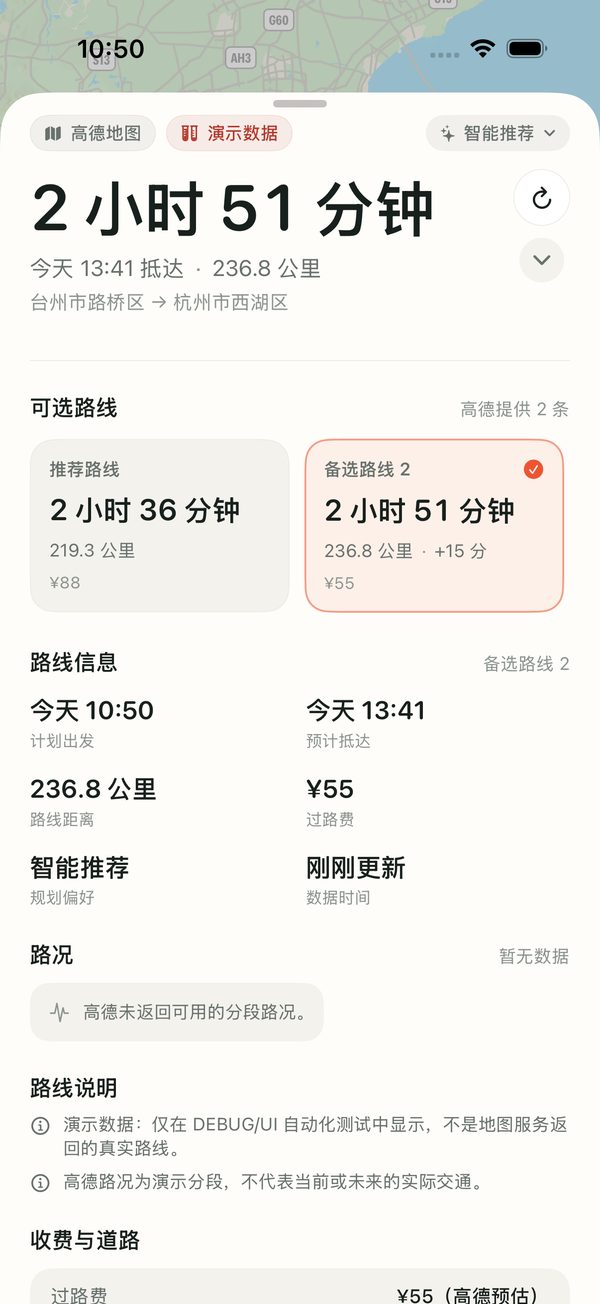 G60
10:50
S13
AH3
高德地图
演示数据
智能推荐
2 小时 51 分钟
今天 13:41 抵达 · 236.8 公里
台州市路桥区 → 杭州市西湖区
可选路线
高德提供 2 条
推荐路线
2 小时 36 分钟
219.3 公里
¥88
备选路线 2
2 小时 51 分钟
236.8 公里 · +15 分
¥55
路线信息
备选路线 2
今天 10:50
计划出发
今天 13:41
预计抵达
236.8 公里
路线距离
¥55
过路费
智能推荐
规划偏好
刚刚更新
数据时间
路况
暂无数据
高德未返回可用的分段路况。
路线说明
演示数据：仅在 DEBUG/UI 自动化测试中显示，不是地图服务返
回的真实路线。
高德路况为演示分段，不代表当前或未来的实际交通。
收费与道路
过路费
¥55（高德预估）